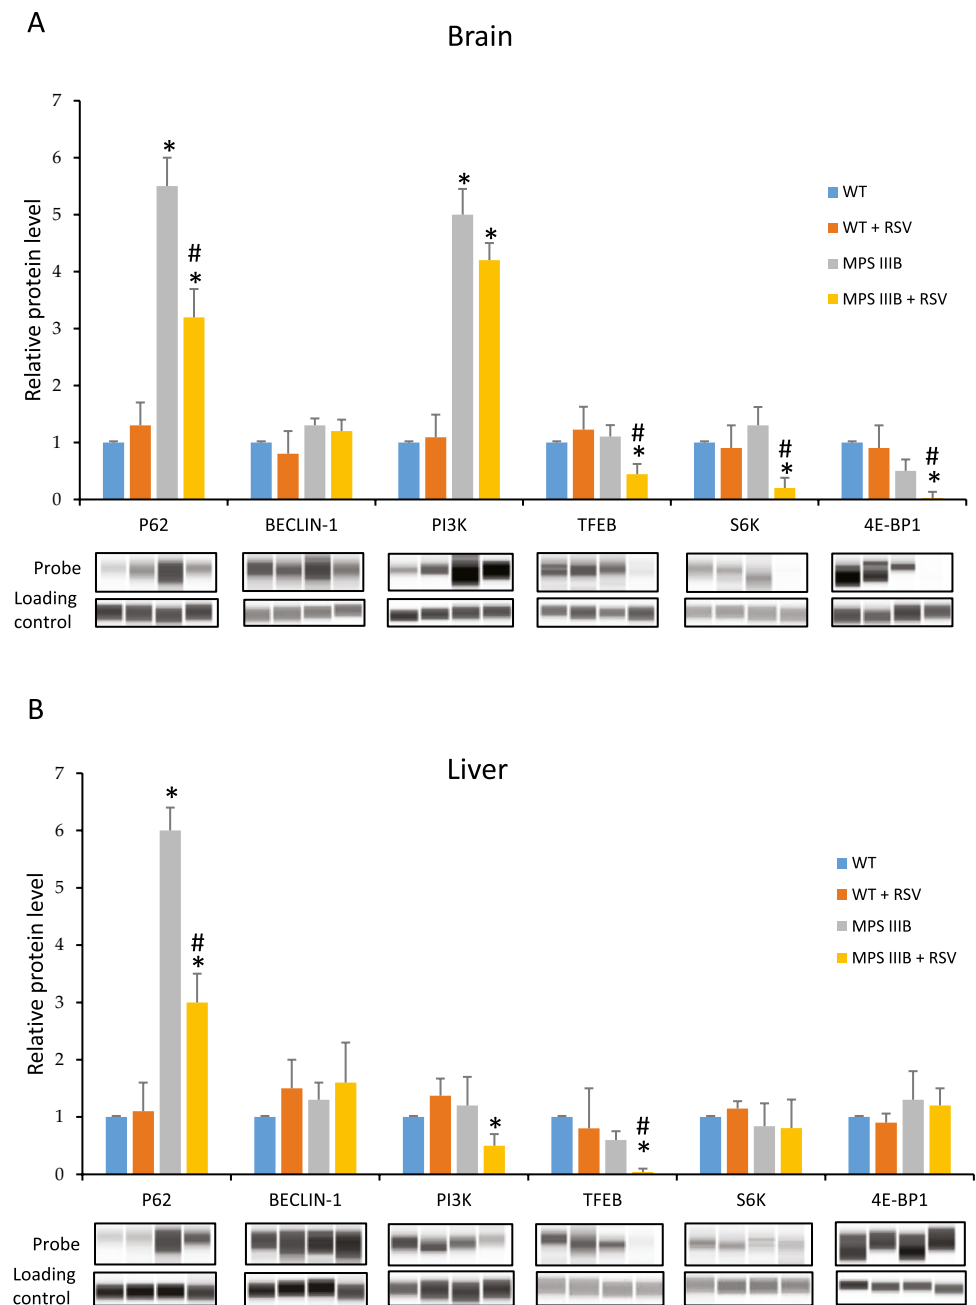 A
Brain
Relative protein level
7
6
5
4
3
2
1
0
*
#
*
*
*
#
*
#
*
#
*
WT
WT + RSV
MPS IIIB
MPS IIIB + RSV
P62 BECLIN-1 PI3K TFEB S6K 4E-BP1
Probe
Loading
control
B
Liver
Relative protein level
7
6
5
4
3
2
1
0
*
#
*
*
#
*
WT
WT + RSV
MPS IIIB
MPS IIIB + RSV
P62 BECLIN-1 PI3K TFEB S6K 4E-BP1
Probe
Loading
control